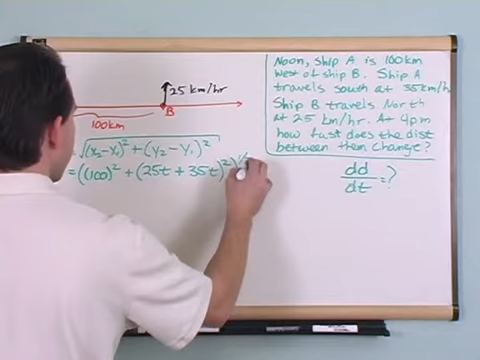 Noon, Ship A is 100km
West of ship B. Ship A
travels south at 35km/h
Ship B travels North
at 25 km/hr. At 4pm
how fast does the dist
between them change?
25 km/hr
B
100km
√(x₂-x₁)² + (y₂-y₁)²
= ((100)² + (25t + 35t)²)^1/2
dd/dt = ?